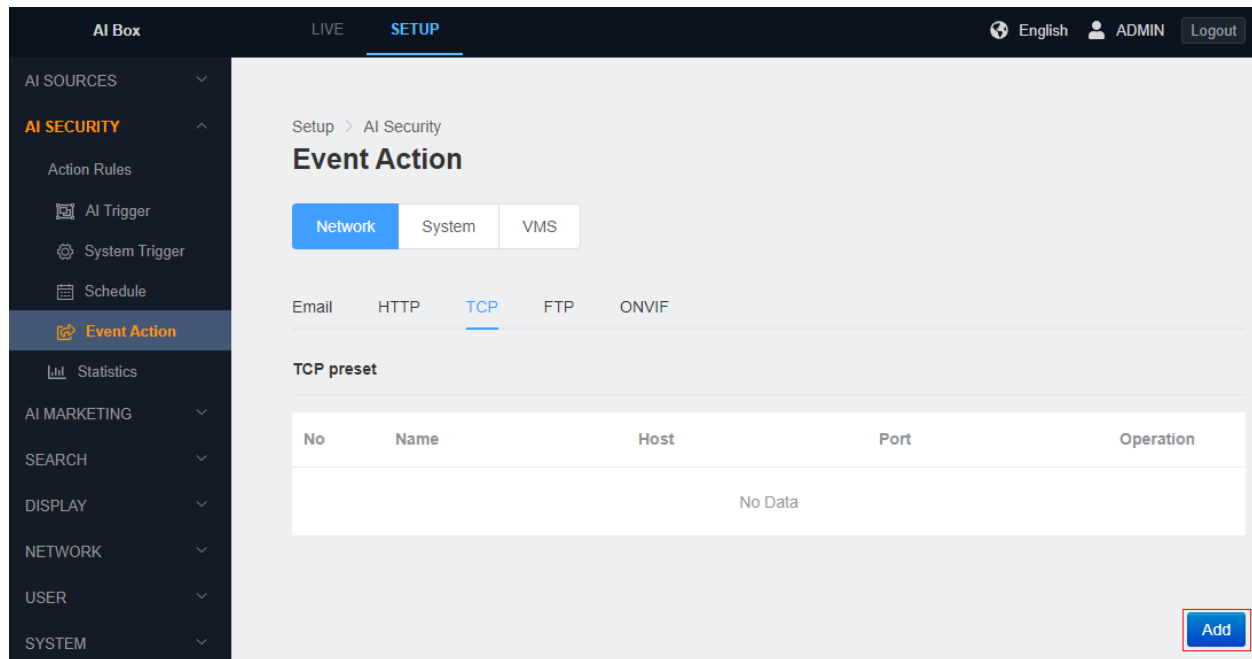 AI Box
LIVE SETUP
English ADMIN Logout
AI SOURCES
AI SECURITY
Action Rules
AI Trigger
System Trigger
Schedule
Event Action
Statistics
AI MARKETING
SEARCH
DISPLAY
NETWORK
USER
SYSTEM
Setup > AI Security
Event Action
Network System VMS
Email HTTP TCP FTP ONVIF
TCP preset
No Name Host Port Operation
No Data
Add